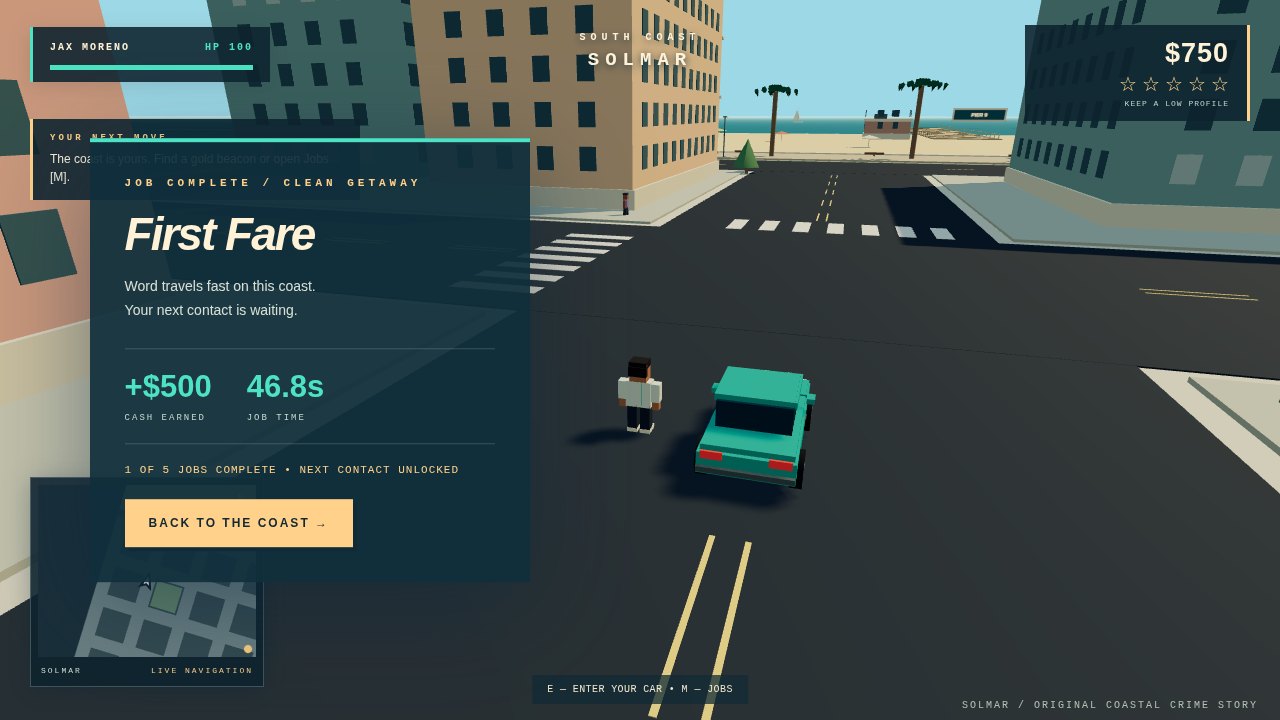 JAX MORENO HP 100
SOUTH COAST
SOLMAR
$750
☆ ☆ ☆ ☆ ☆
KEEP A LOW PROFILE
YOUR NEXT MOVE
The coast is yours. Find a gold beacon or open Jobs
[M].
PIER 9
JOB COMPLETE / CLEAN GETAWAY
First Fare
Word travels fast on this coast.
Your next contact is waiting.
+$500 46.8s
CASH EARNED JOB TIME
1 OF 5 JOBS COMPLETE • NEXT CONTACT UNLOCKED
BACK TO THE COAST →
SOLMAR LIVE NAVIGATION
E — ENTER YOUR CAR • M — JOBS
SOLMAR / ORIGINAL COASTAL CRIME STORY